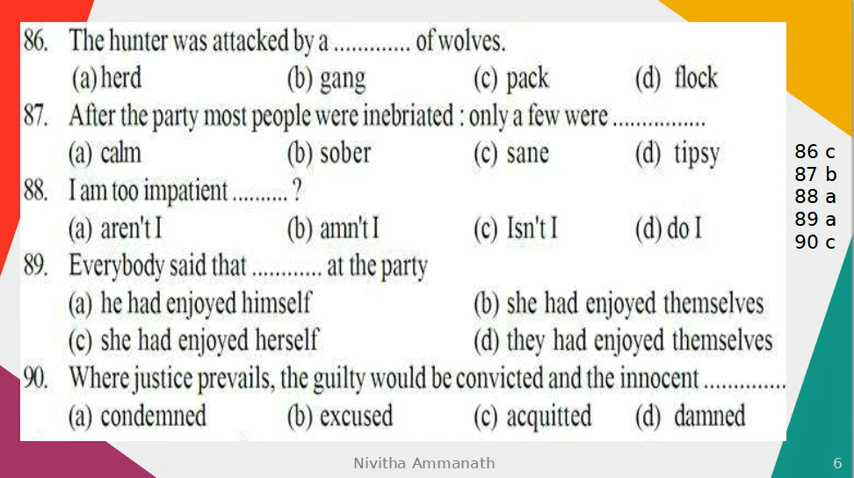 86. The hunter was attacked by a ............. of wolves.
(a) herd (b) gang (c) pack (d) flock
87. After the party most people were inebriated : only a few were ................
(a) calm (b) sober (c) sane (d) tipsy
88. I am too impatient .......... ?
(a) aren't I (b) amn't I (c) Isn't I (d) do I
89. Everybody said that ............ at the party
(a) he had enjoyed himself (b) she had enjoyed themselves
(c) she had enjoyed herself (d) they had enjoyed themselves
90. Where justice prevails, the guilty would be convicted and the innocent ..............
(a) condemned (b) excused (c) acquitted (d) damned
86 c
87 b
88 a
89 a
90 c
Nivitha Ammanath 6